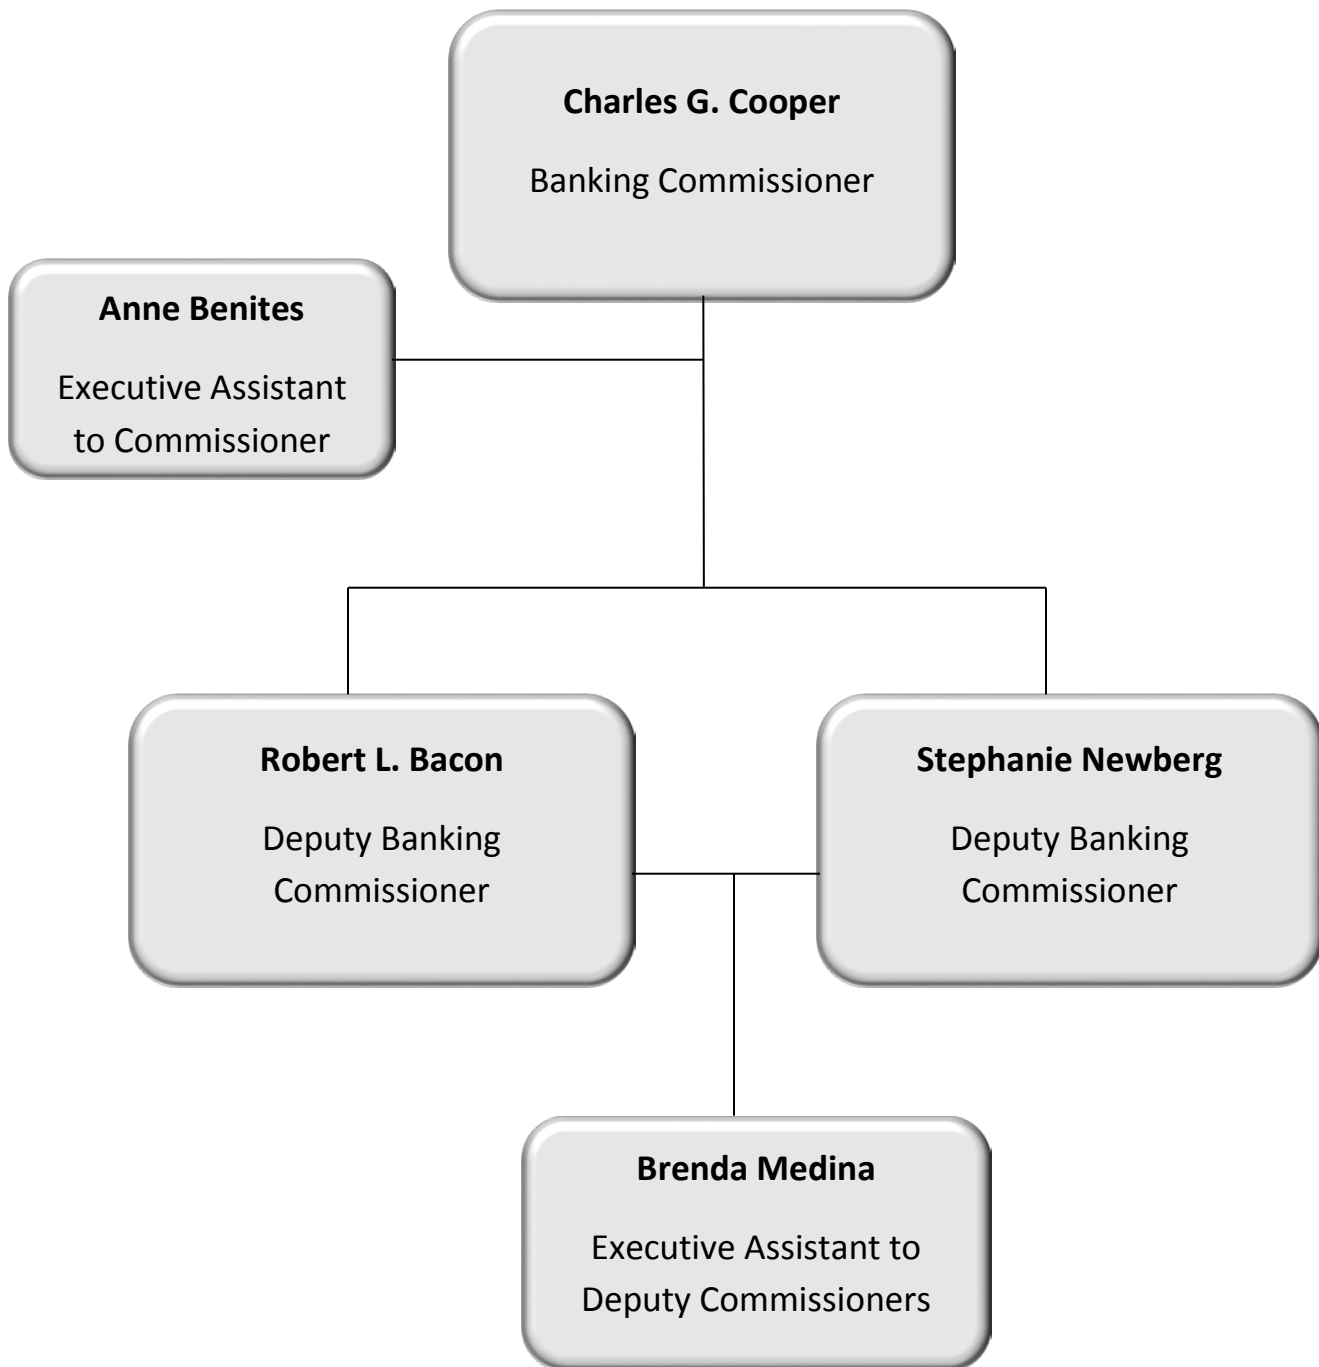 Charles G. Cooper
Banking Commissioner
Anne Benites
Executive Assistant
to Commissioner
Robert L. Bacon
Deputy Banking
Commissioner
Stephanie Newberg
Deputy Banking
Commissioner
Brenda Medina
Executive Assistant to
Deputy Commissioners